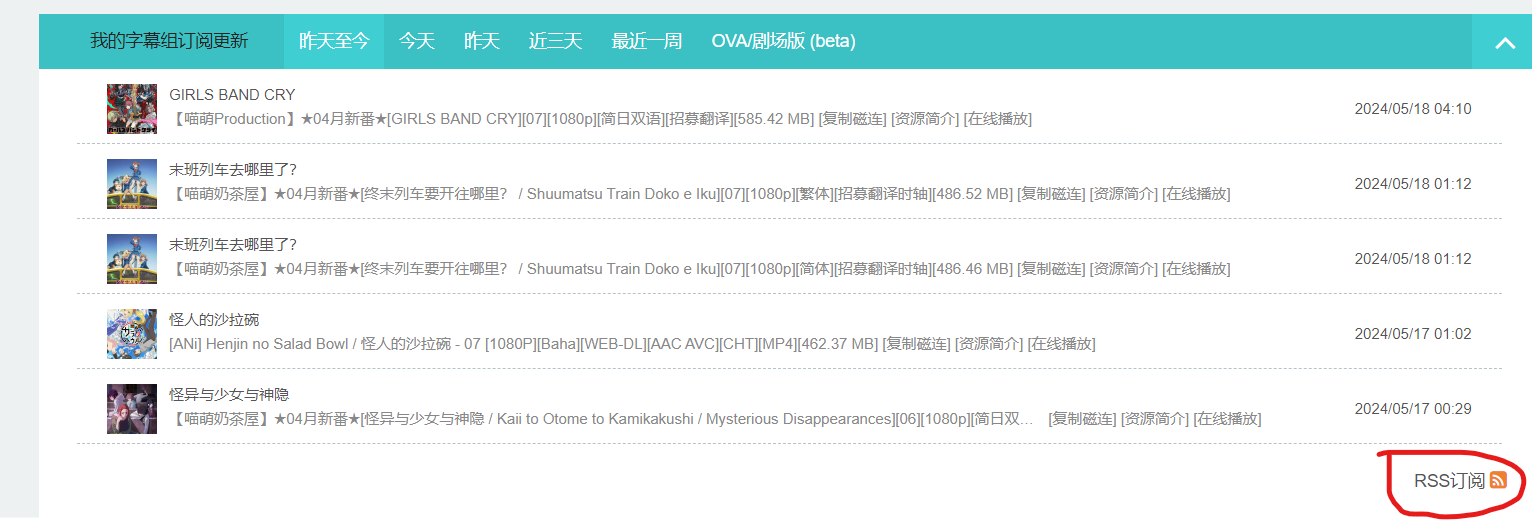 我的字幕组订阅更新 昨天至今 今天 昨天 近三天 最近一周 OVA/剧场版 (beta)
GIRLS BAND CRY
【喵萌Production】★04月新番★[GIRLS BAND CRY][07][1080p][简日双语][招募翻译][585.42 MB] [复制磁连] [资源简介] [在线播放]
2024/05/18 04:10
末班列车去哪里了?
【喵萌奶茶屋】★04月新番★[终末列车要开往哪里? / Shuumatsu Train Doko e Iku][07][1080p][繁体][招募翻译时轴][486.52 MB] [复制磁连] [资源简介] [在线播放]
2024/05/18 01:12
末班列车去哪里了?
【喵萌奶茶屋】★04月新番★[终末列车要开往哪里? / Shuumatsu Train Doko e Iku][07][1080p][简体][招募翻译时轴][486.46 MB] [复制磁连] [资源简介] [在线播放]
2024/05/18 01:12
怪人的沙拉碗
[ANi] Henjin no Salad Bowl / 怪人的沙拉碗 - 07 [1080P][Baha][WEB-DL][AAC AVC][CHT][MP4][462.37 MB] [复制磁连] [资源简介] [在线播放]
2024/05/17 01:02
怪异与少女与神隐
【喵萌奶茶屋】★04月新番★[怪异与少女与神隐 / Kaii to Otome to Kamikakushi / Mysterious Disappearances][06][1080p][简日双... [复制磁连] [资源简介] [在线播放]
2024/05/17 00:29
RSS订阅